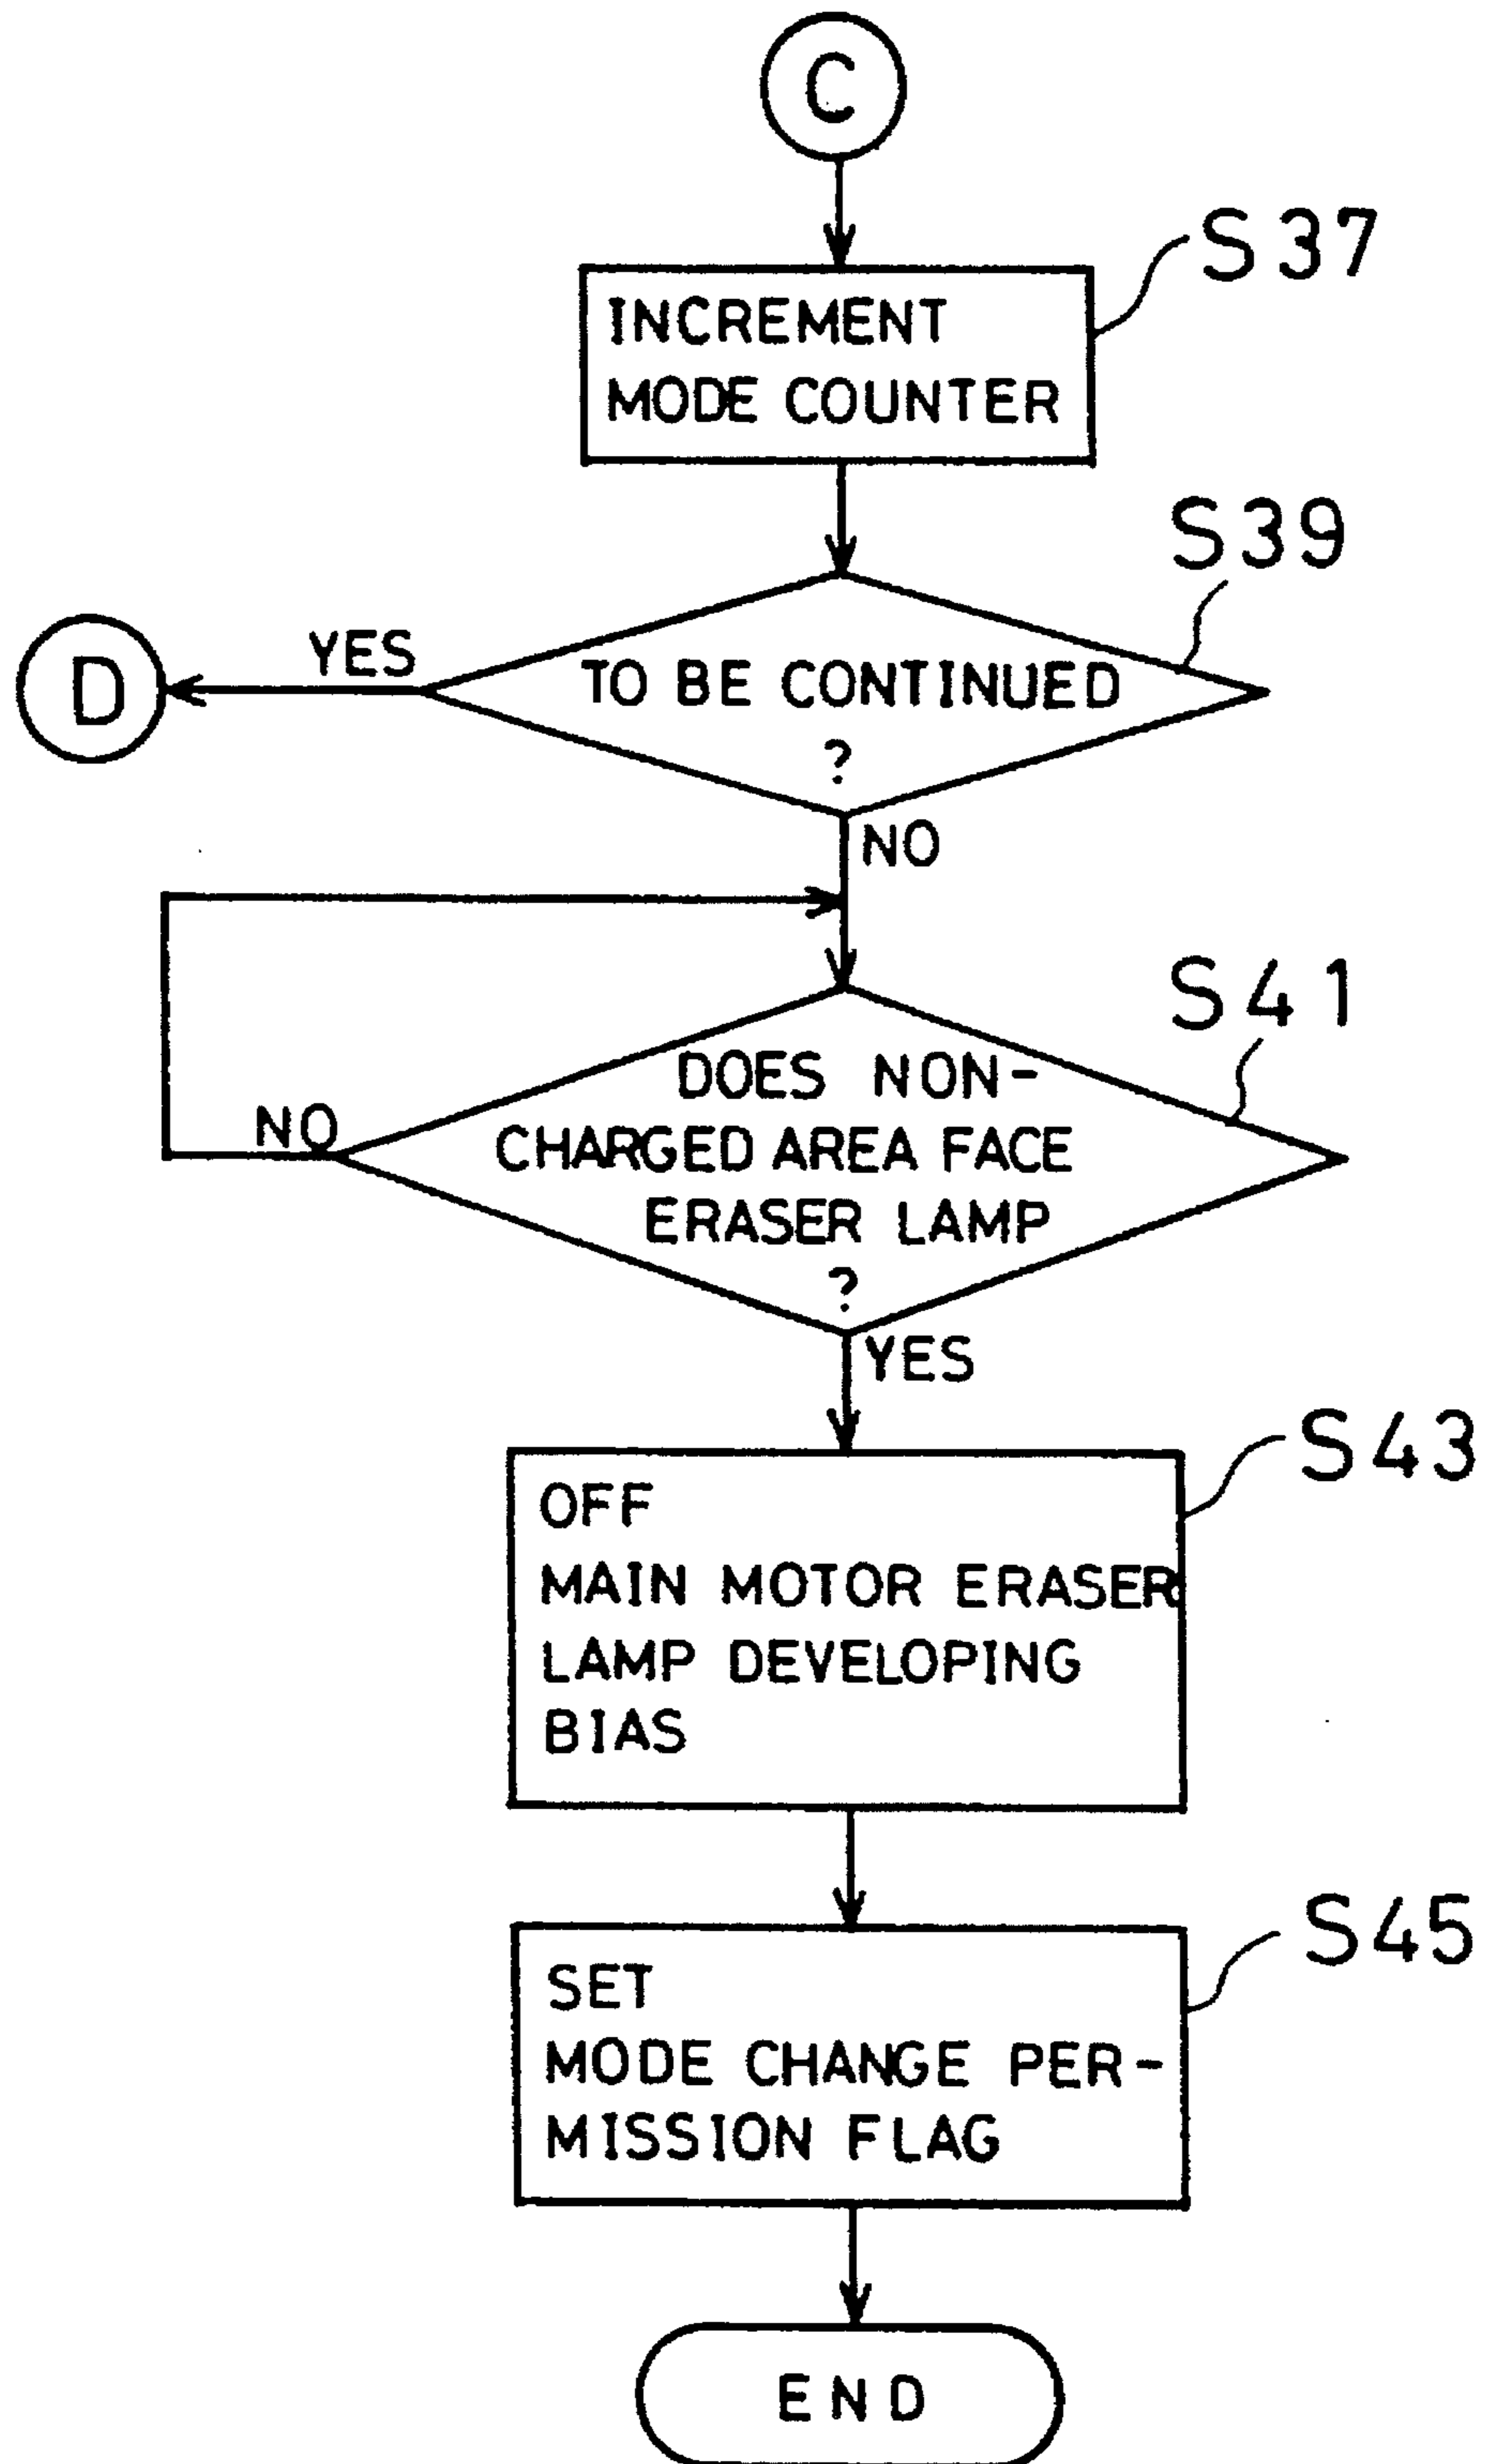 C
S37
INCREMENT
MODE COUNTER
S39
D
YES
TO BE CONTINUED
?
NO
S41
DOES NON-
NO
CHARGED AREA FACE
ERASER LAMP
?
YES
S43
OFF
MAIN MOTOR ERASER
LAMP DEVELOPING
BIAS
S45
SET
MODE CHANGE PER-
MISSION FLAG
END